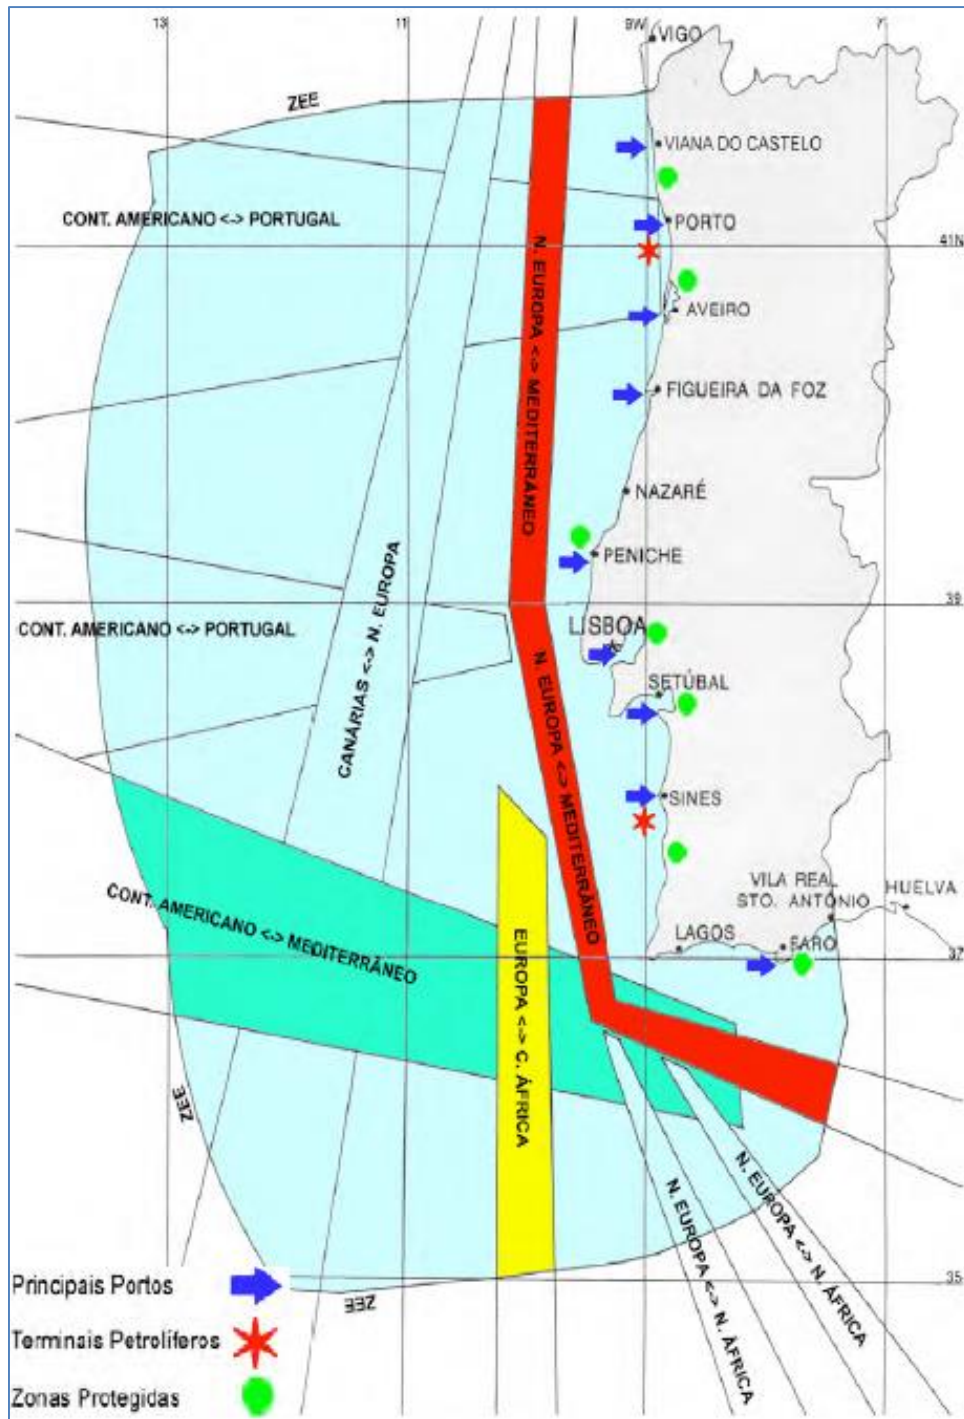 13
11
9W
7°
VIGO
ZEE
VIANA DO CASTELO
CONT. AMERICANO <-> PORTUGAL
PORTO
41N
N. EUROPA <-> MEDITERRÂNEO
AVEIRO
FIGUEIRA DA FOZ
NAZARÉ
PENICHE
CANÁRIAS <-> N. EUROPA
39
CONT. AMERICANO <-> PORTUGAL
LISBOA
SETÚBAL
N. EUROPA <-> MEDITERRÂNEO
SINES
VILA REAL
STO. ANTÓNIO
HUELVA
CONT. AMERICANO <-> MEDITERRÂNEO
LAGOS
FARO
37
EUROPA <-> C. ÁFRICA
ZEE
N. EUROPA <-> N. ÁFRICA
N. EUROPA <-> N. ÁFRICA
35
ZEE
Principais Portos
Terminais Petrolíferos
Zonas Protegidas